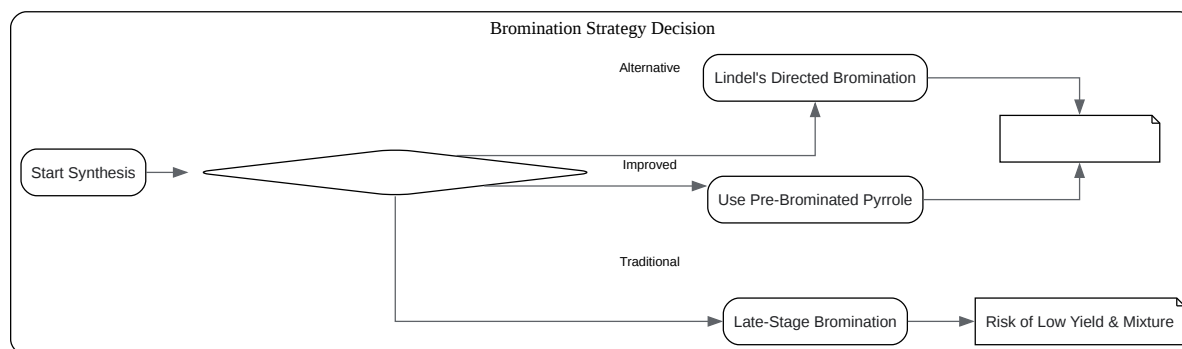 Bromination Strategy Decision
Alternative
Lindel's Directed Bromination
Start Synthesis
Improved
Use Pre-Brominated Pyrrole
Traditional
Late-Stage Bromination
Risk of Low Yield & Mixture